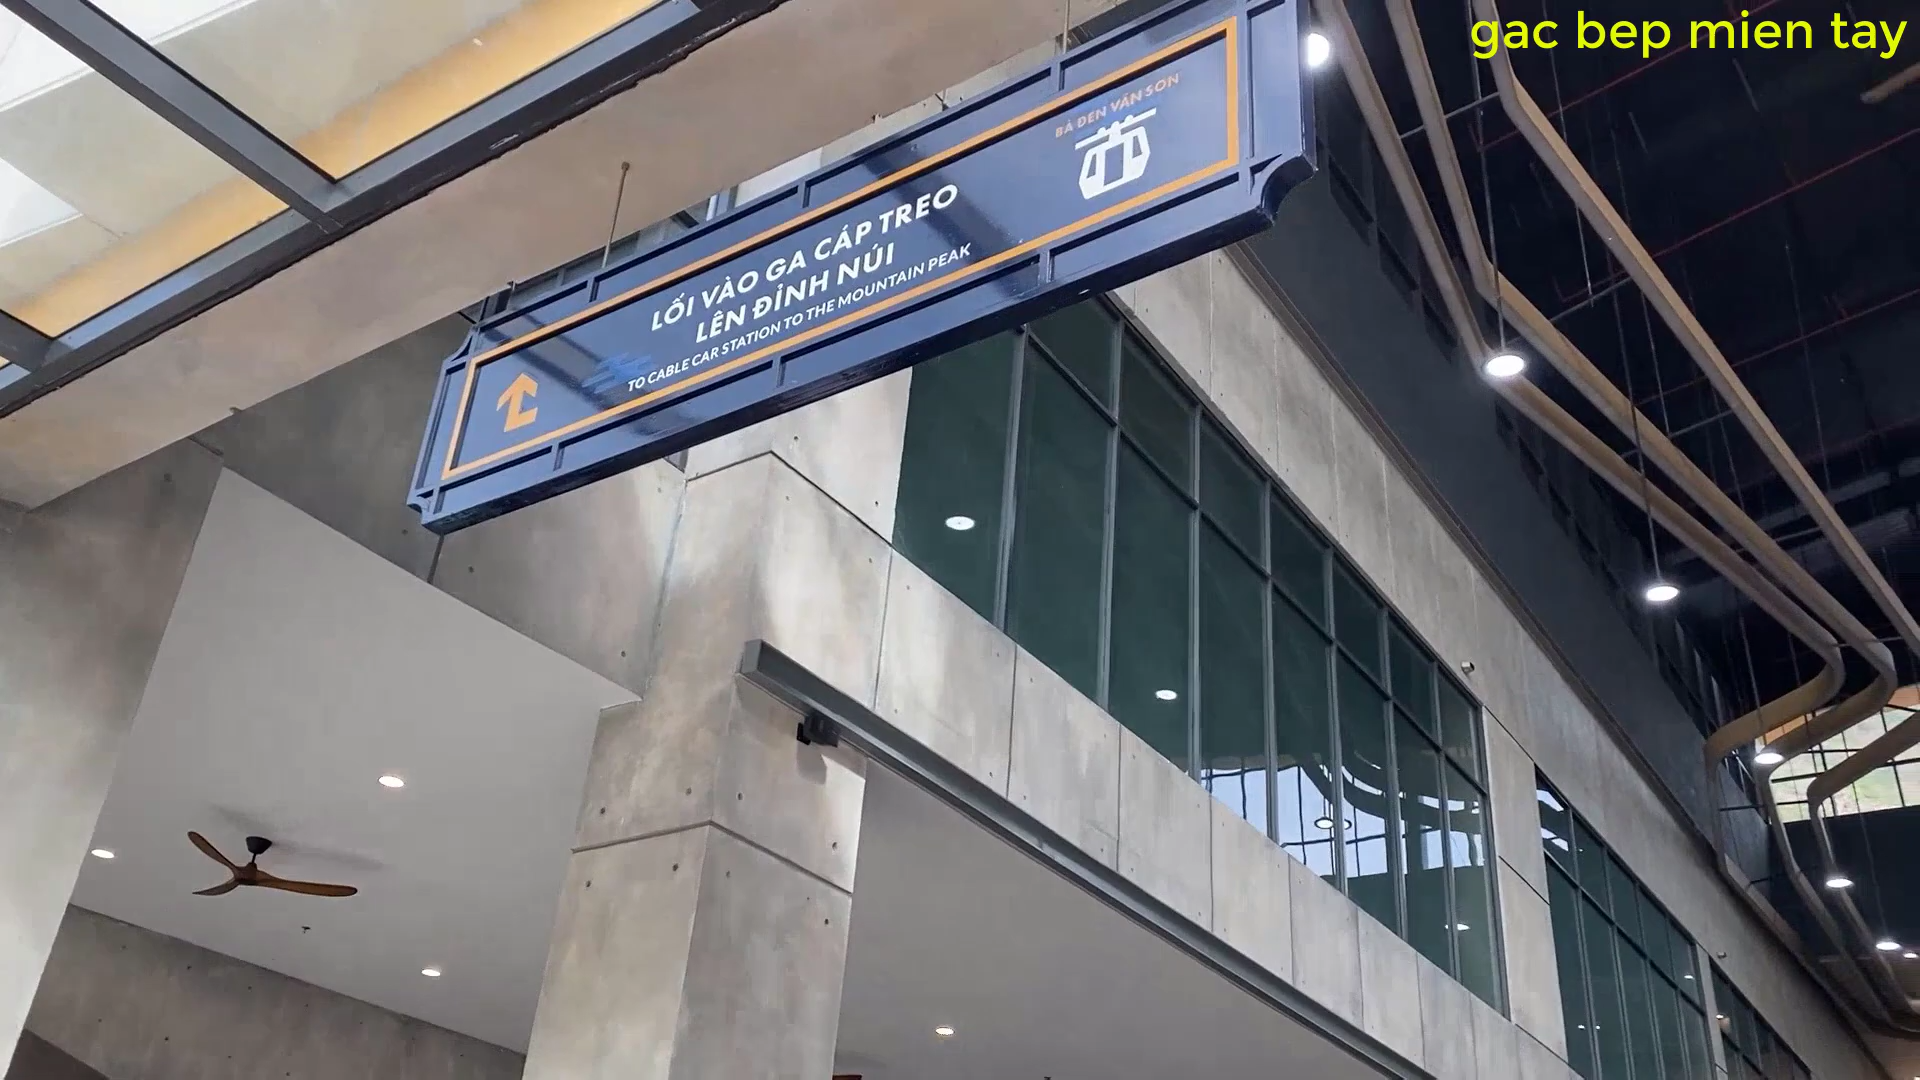 gac bep mien tay
BÀ ĐEN VÂN SƠN
LỐI VÀO GA CÁP TREO
LÊN ĐỈNH NÚI
TO CABLE CAR STATION TO THE MOUNTAIN PEAK